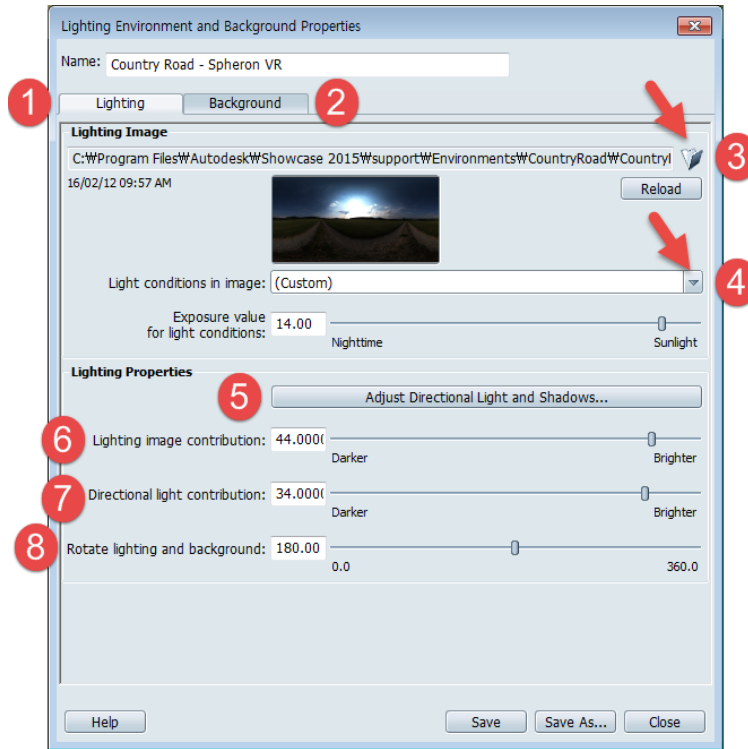 Lighting Environment and Background Properties
Name: Country Road - Spheron VR
1 Lighting Background 2
Lighting Image
C:₩Program Files₩Autodesk₩Showcase 2015₩support₩Environments₩CountryRoad₩Countryl 3
16/02/12 09:57 AM Reload
Light conditions in image: (Custom) 4
Exposure value
for light conditions: 14.00
Nighttime Sunlight
Lighting Properties
5 Adjust Directional Light and Shadows...
6 Lighting image contribution: 44.000(
Darker Brighter
7 Directional light contribution: 34.000(
Darker Brighter
8 Rotate lighting and background: 180.00
0.0 360.0
Help Save Save As... Close